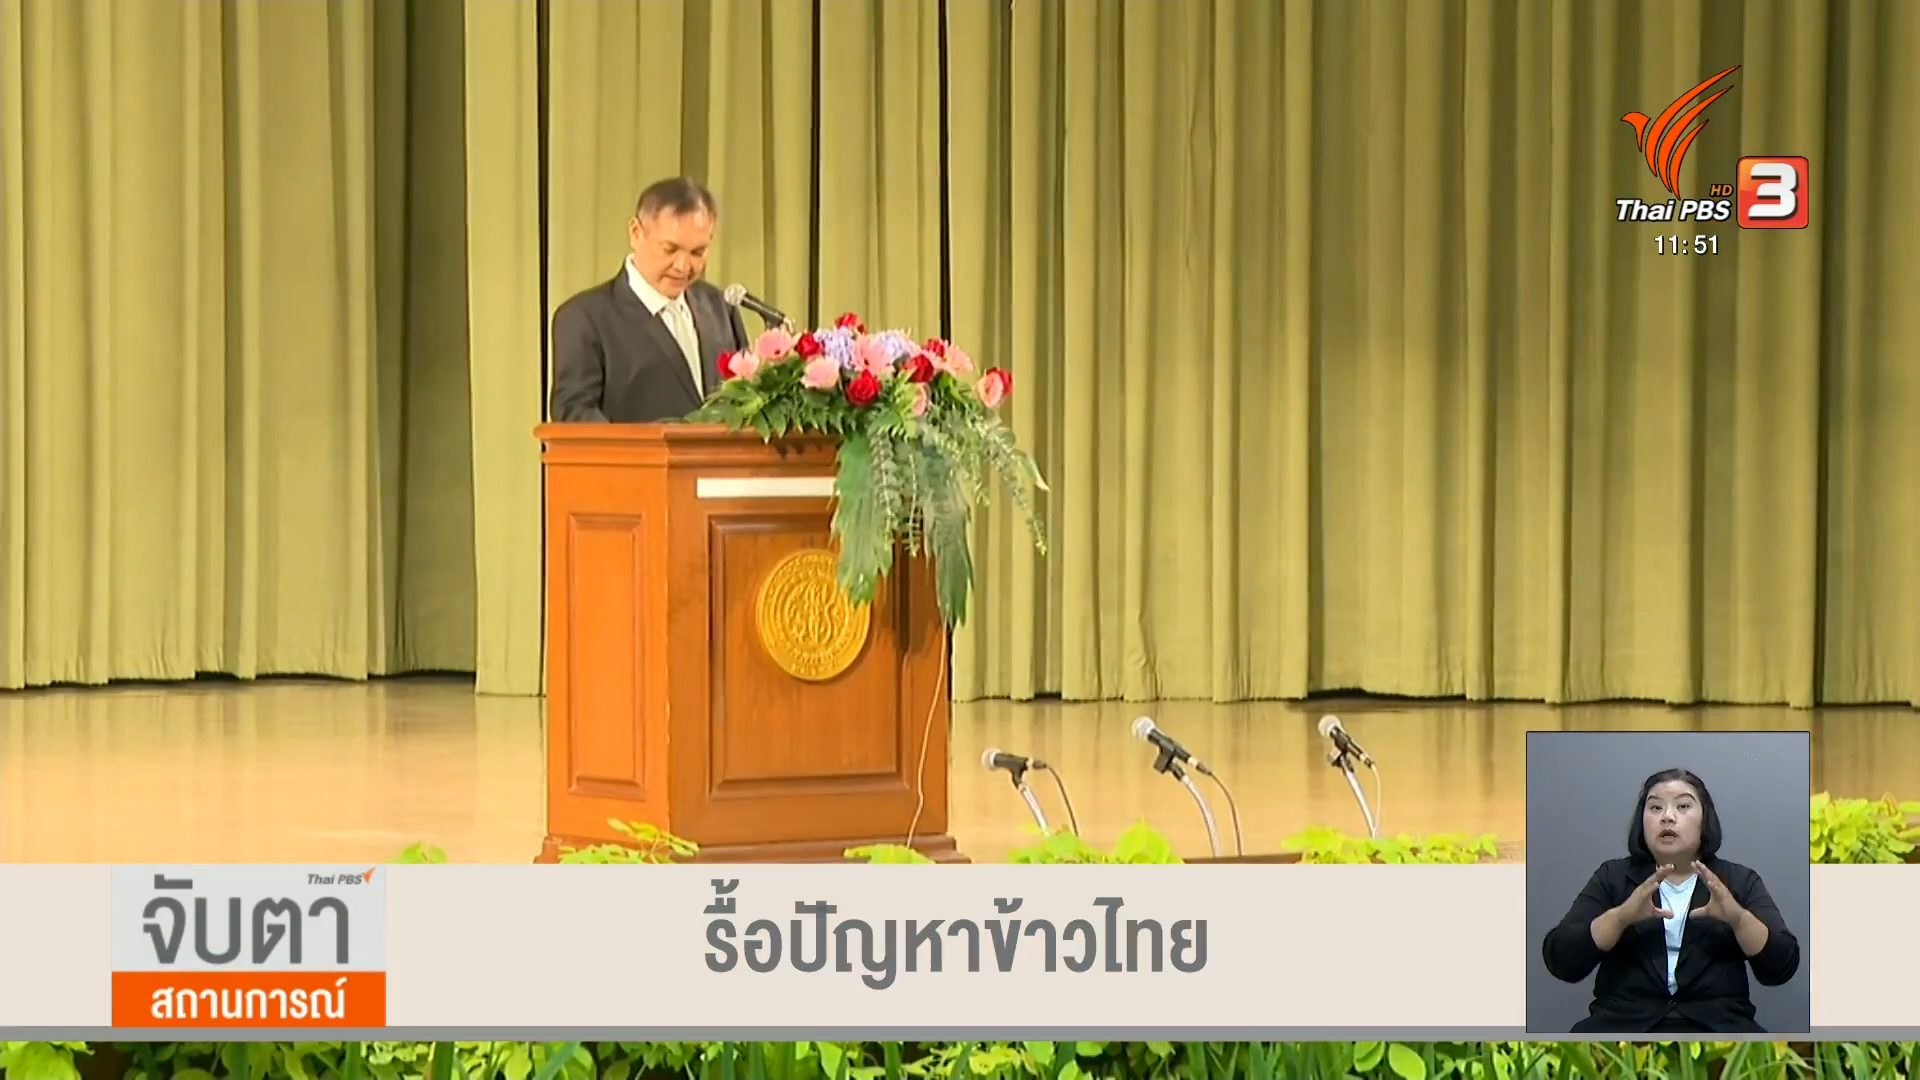 HD
Thai PBS 3
11:51
Thai PBS
จับตา
สถานการณ์
รื้อปัญหาข้าวไทย